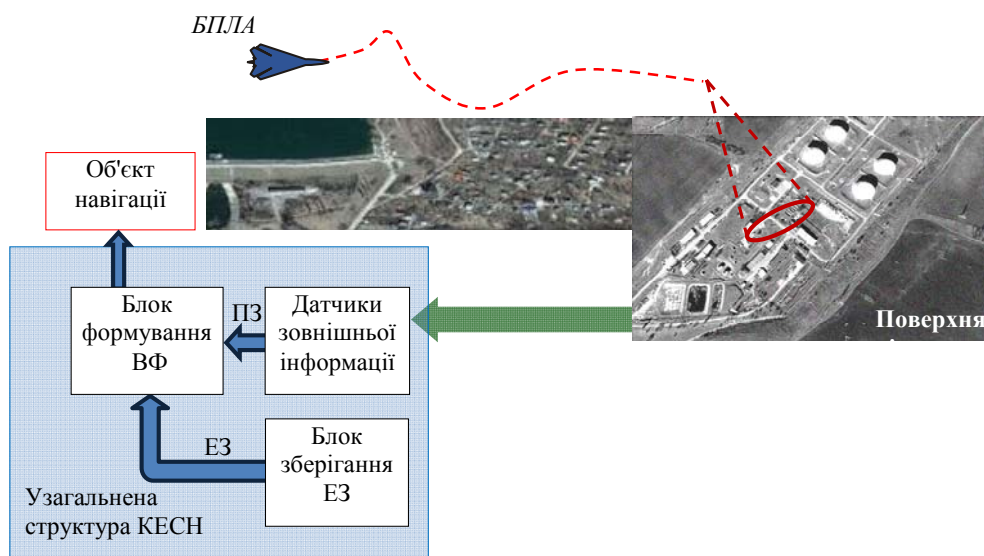 БПЛА
Об'єкт
навігації
Блок
формування
ВФ
ПЗ
Датчики
зовнішньої
інформації
Поверхня
ЕЗ
Блок
зберігання
ЕЗ
Узагальнена
структура КЕСН